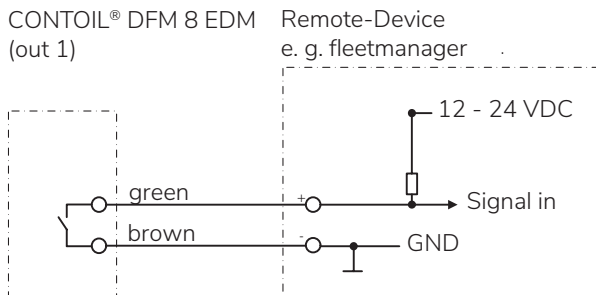 CONTOIL® DFM 8 EDM
(out 1)
Remote-Device
e. g. fleetmanager
12 - 24 VDC
green
+
Signal in
brown
-
GND